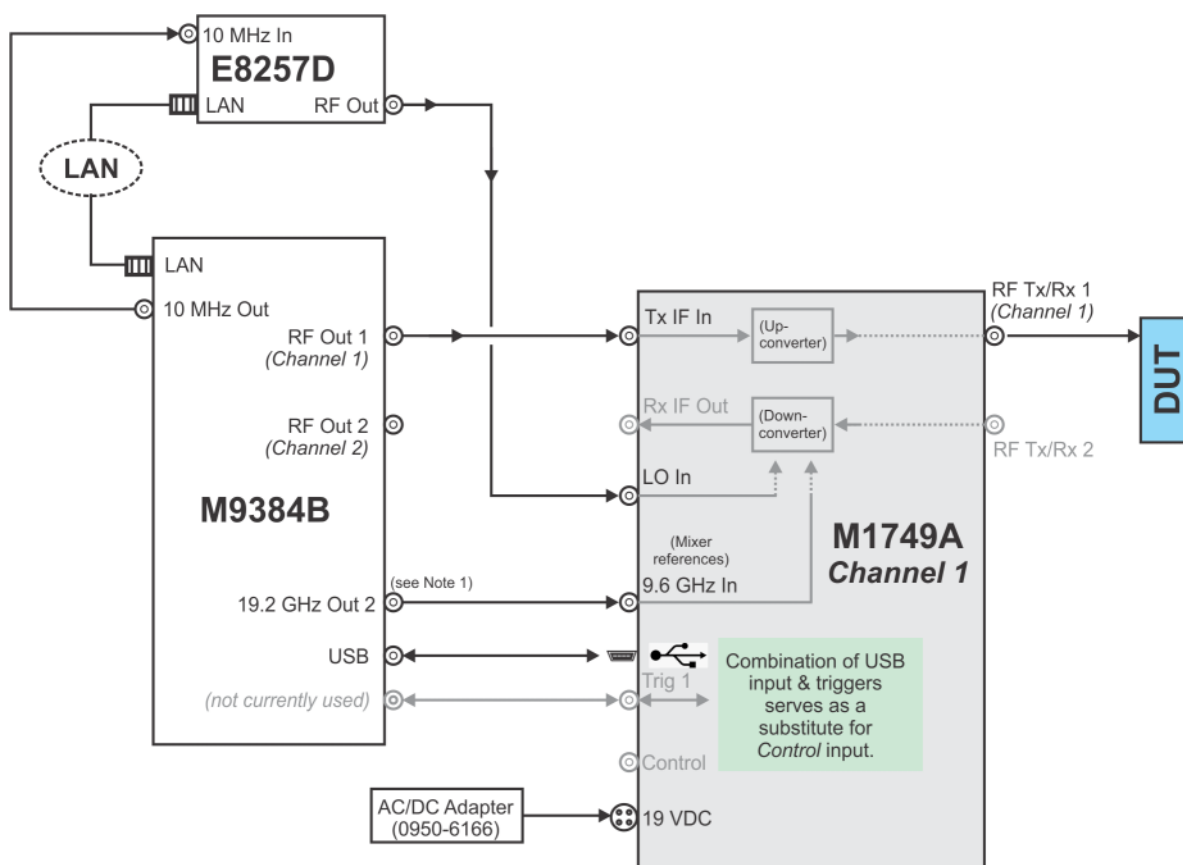 10 MHz In
E8257D
LAN
RF Out
LAN
LAN
10 MHz Out
RF Out 1
(Channel 1)
RF Out 2
(Channel 2)
M9384B
(see Note 1)
19.2 GHz Out 2
USB
(not currently used)
Tx IF In
(Up-
converter)
RF Tx/Rx 1
(Channel 1)
DUT
Rx IF Out
(Down-
converter)
RF Tx/Rx 2
LO In
(Mixer
references)
9.6 GHz In
M1749A
Channel 1
Trig 1
Combination of USB
input & triggers
serves as a
substitute for
Control input.
Control
AC/DC Adapter
(0950-6166)
19 VDC